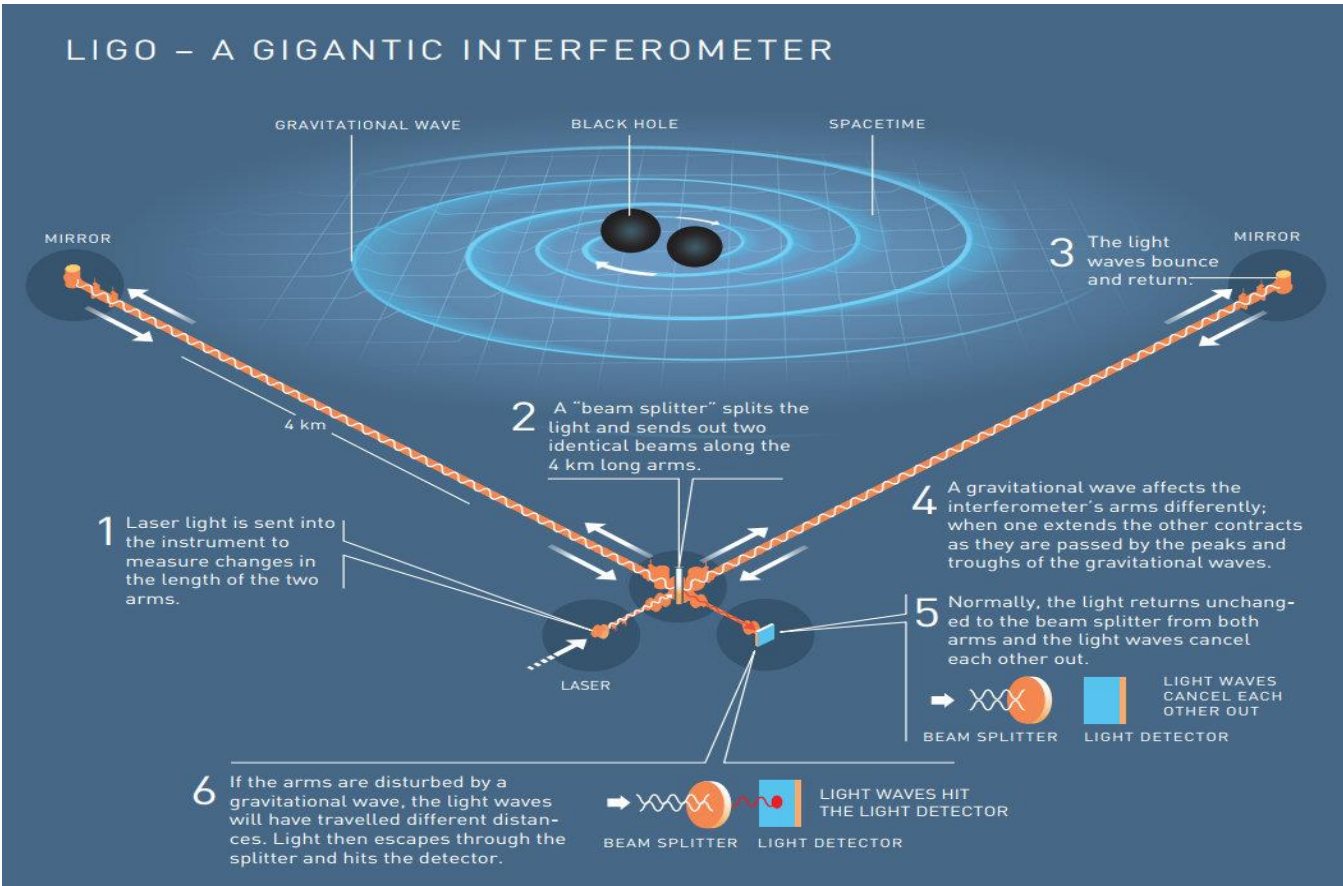 LIGO – A GIGANTIC INTERFEROMETER
GRAVITATIONAL WAVE
BLACK HOLE
SPACETIME
MIRROR
3 The light
waves bounce
and return.
MIRROR
4 km
2 A “beam splitter” splits the
light and sends out two
identical beams along the
4 km long arms.
1 Laser light is sent into
the instrument to
measure changes in
the length of the two
arms.
4 A gravitational wave affects the
interferometer’s arms differently;
when one extends the other contracts
as they are passed by the peaks and
troughs of the gravitational waves.
5 Normally, the light returns unchang-
ed to the beam splitter from both
arms and the light waves cancel
each other out.
LASER
LIGHT WAVES
CANCEL EACH
OTHER OUT
BEAM SPLITTER
LIGHT DETECTOR
6 If the arms are disturbed by a
gravitational wave, the light waves
will have travelled different distan-
ces. Light then escapes through the
splitter and hits the detector.
LIGHT WAVES HIT
THE LIGHT DETECTOR
BEAM SPLITTER
LIGHT DETECTOR